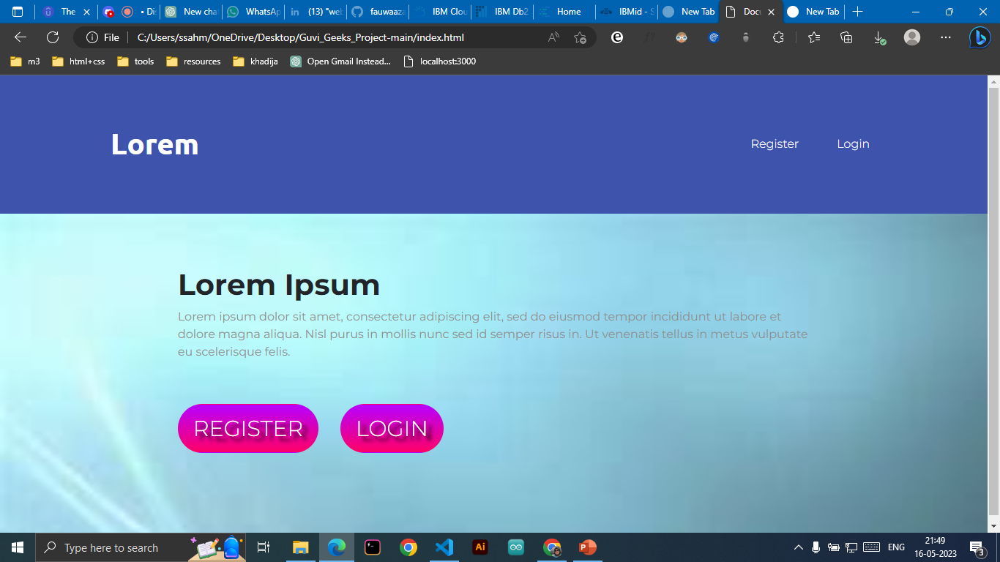 The
• Dis
New cha
WhatsAp
(13) "web
fauwaaza
IBM Clou
IBM Db2
Home
IBMid - S
New Tab
Docu
New Tab
File
C:/Users/ssahm/OneDrive/Desktop/Guvi_Geeks_Project-main/index.html
m3
html+css
tools
resources
khadija
Open Gmail Instead...
localhost:3000
Lorem
Register
Login
Lorem Ipsum
Lorem ipsum dolor sit amet, consectetur adipiscing elit, sed do eiusmod tempor incididunt ut labore et
dolore magna aliqua. Nisl purus in mollis nunc sed id semper risus in. Ut venenatis tellus in metus vulputate
eu scelerisque felis.
REGISTER
LOGIN
Type here to search
Ai
P
ENG
21:49
16-05-2023
3